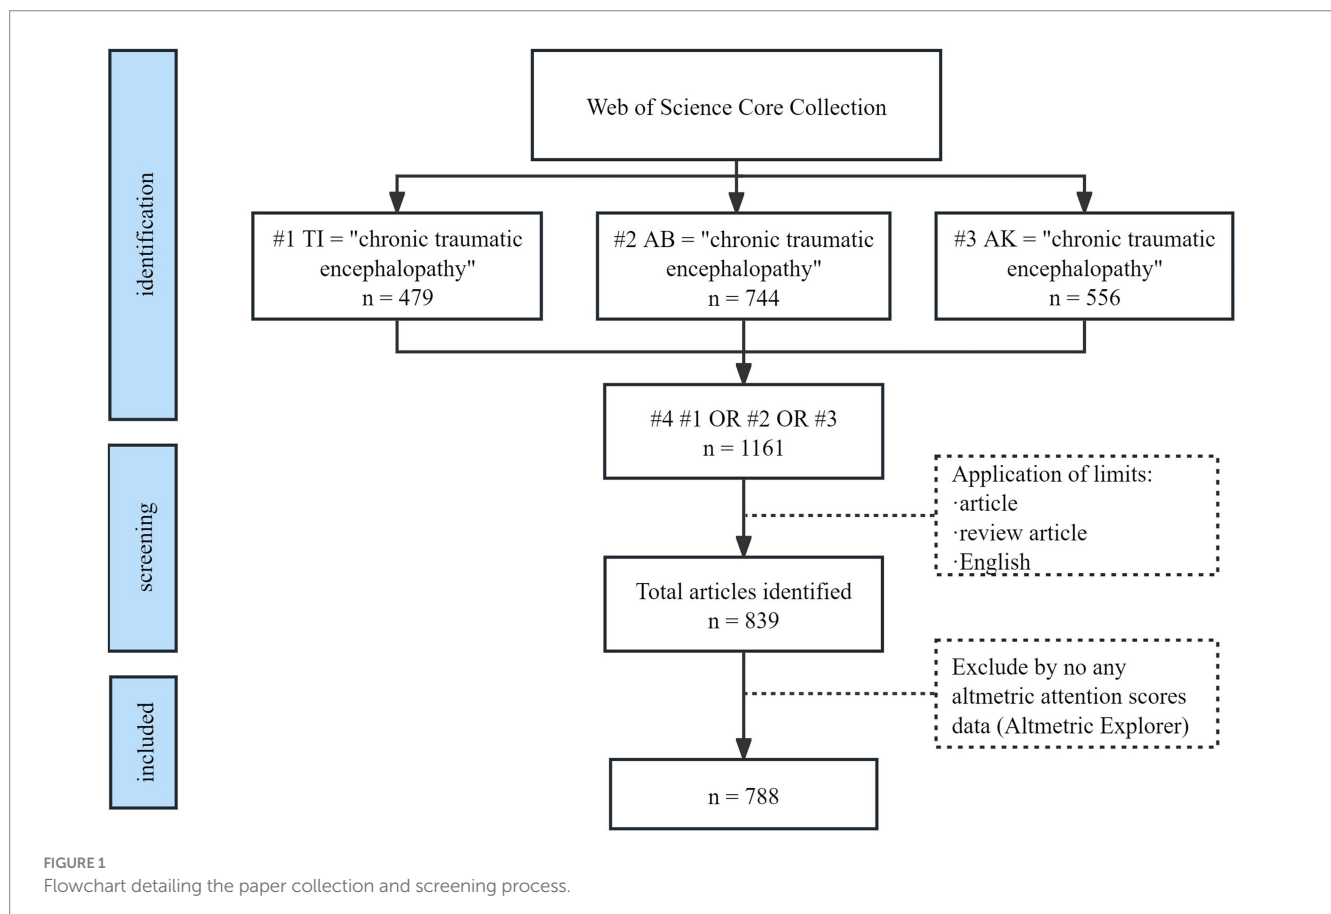 identification
Web of Science Core Collection
#1 TI = "chronic traumatic
encephalopathy"
n = 479
#2 AB = "chronic traumatic
encephalopathy"
n = 744
#3 AK = "chronic traumatic
encephalopathy"
n = 556
#4 #1 OR #2 OR #3
n = 1161
screening
Application of limits:
·article
·review article
·English
Total articles identified
n = 839
Exclude by no any
altmetric attention scores
data (Altmetric Explorer)
included
n = 788
FIGURE 1
Flowchart detailing the paper collection and screening process.